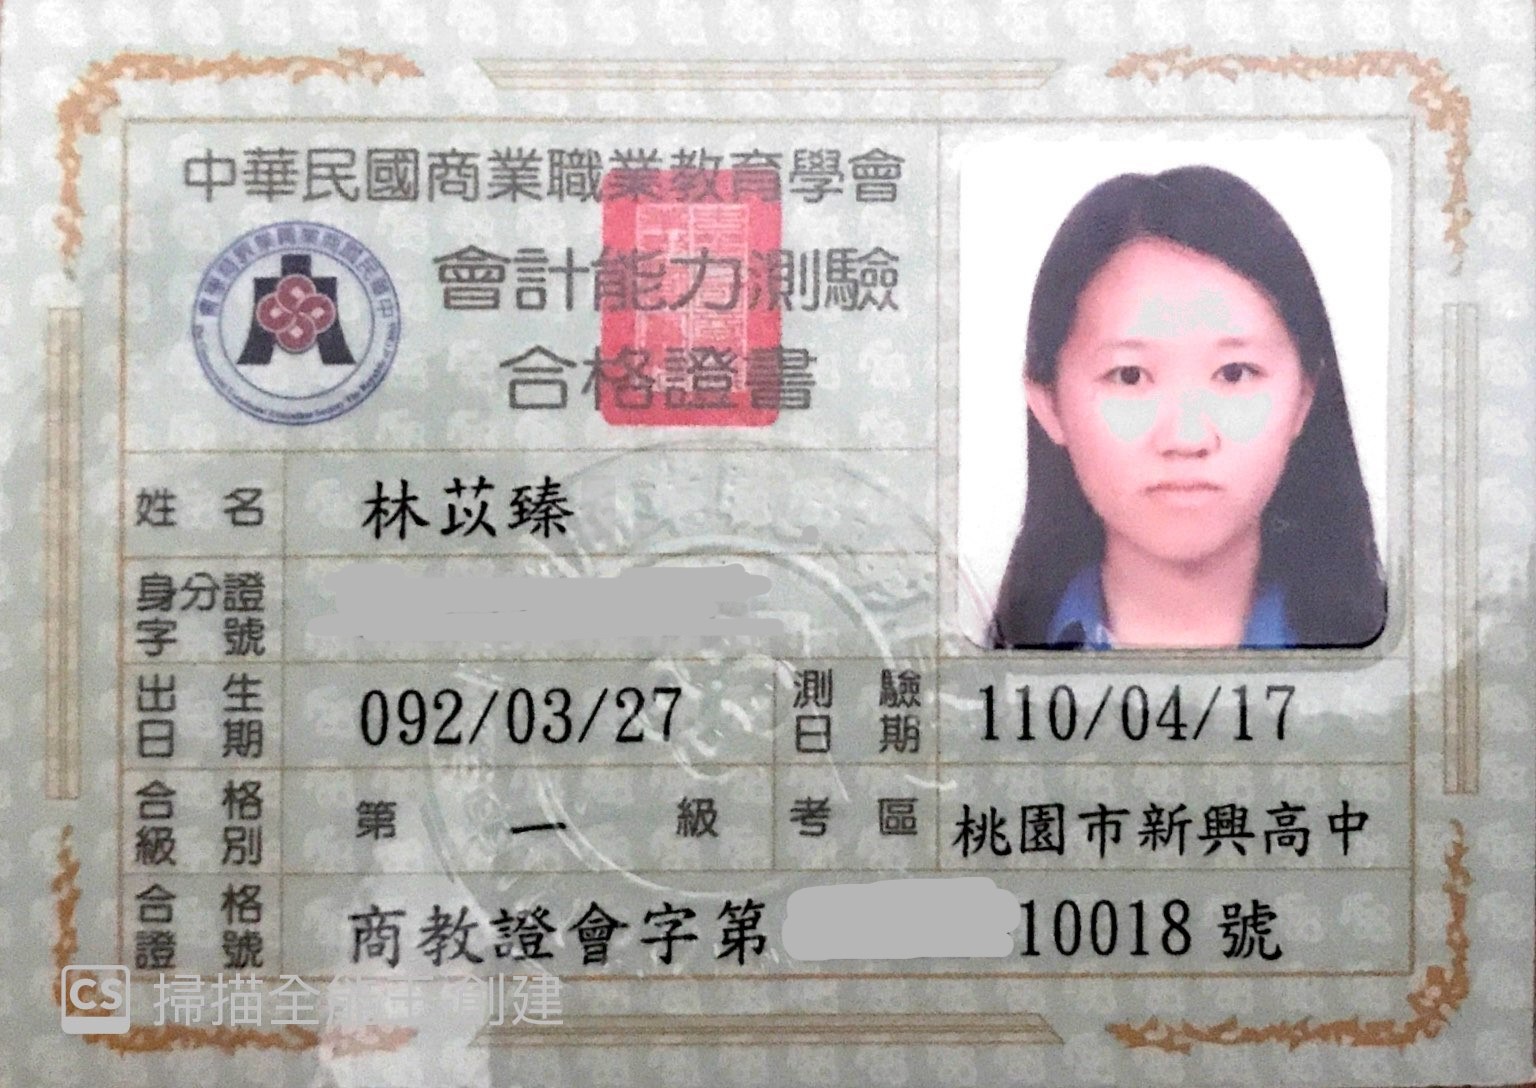 中華民國商業職業教育學會
會計能力測驗
合格證書
姓名 林苡臻
身分證字號
出生日期 092/03/27 測驗日期 110/04/17
合格級別 第一級 考區 桃園市新興高中
合格證號 商教證會字第 10018 號
CS 掃描全能王 創建